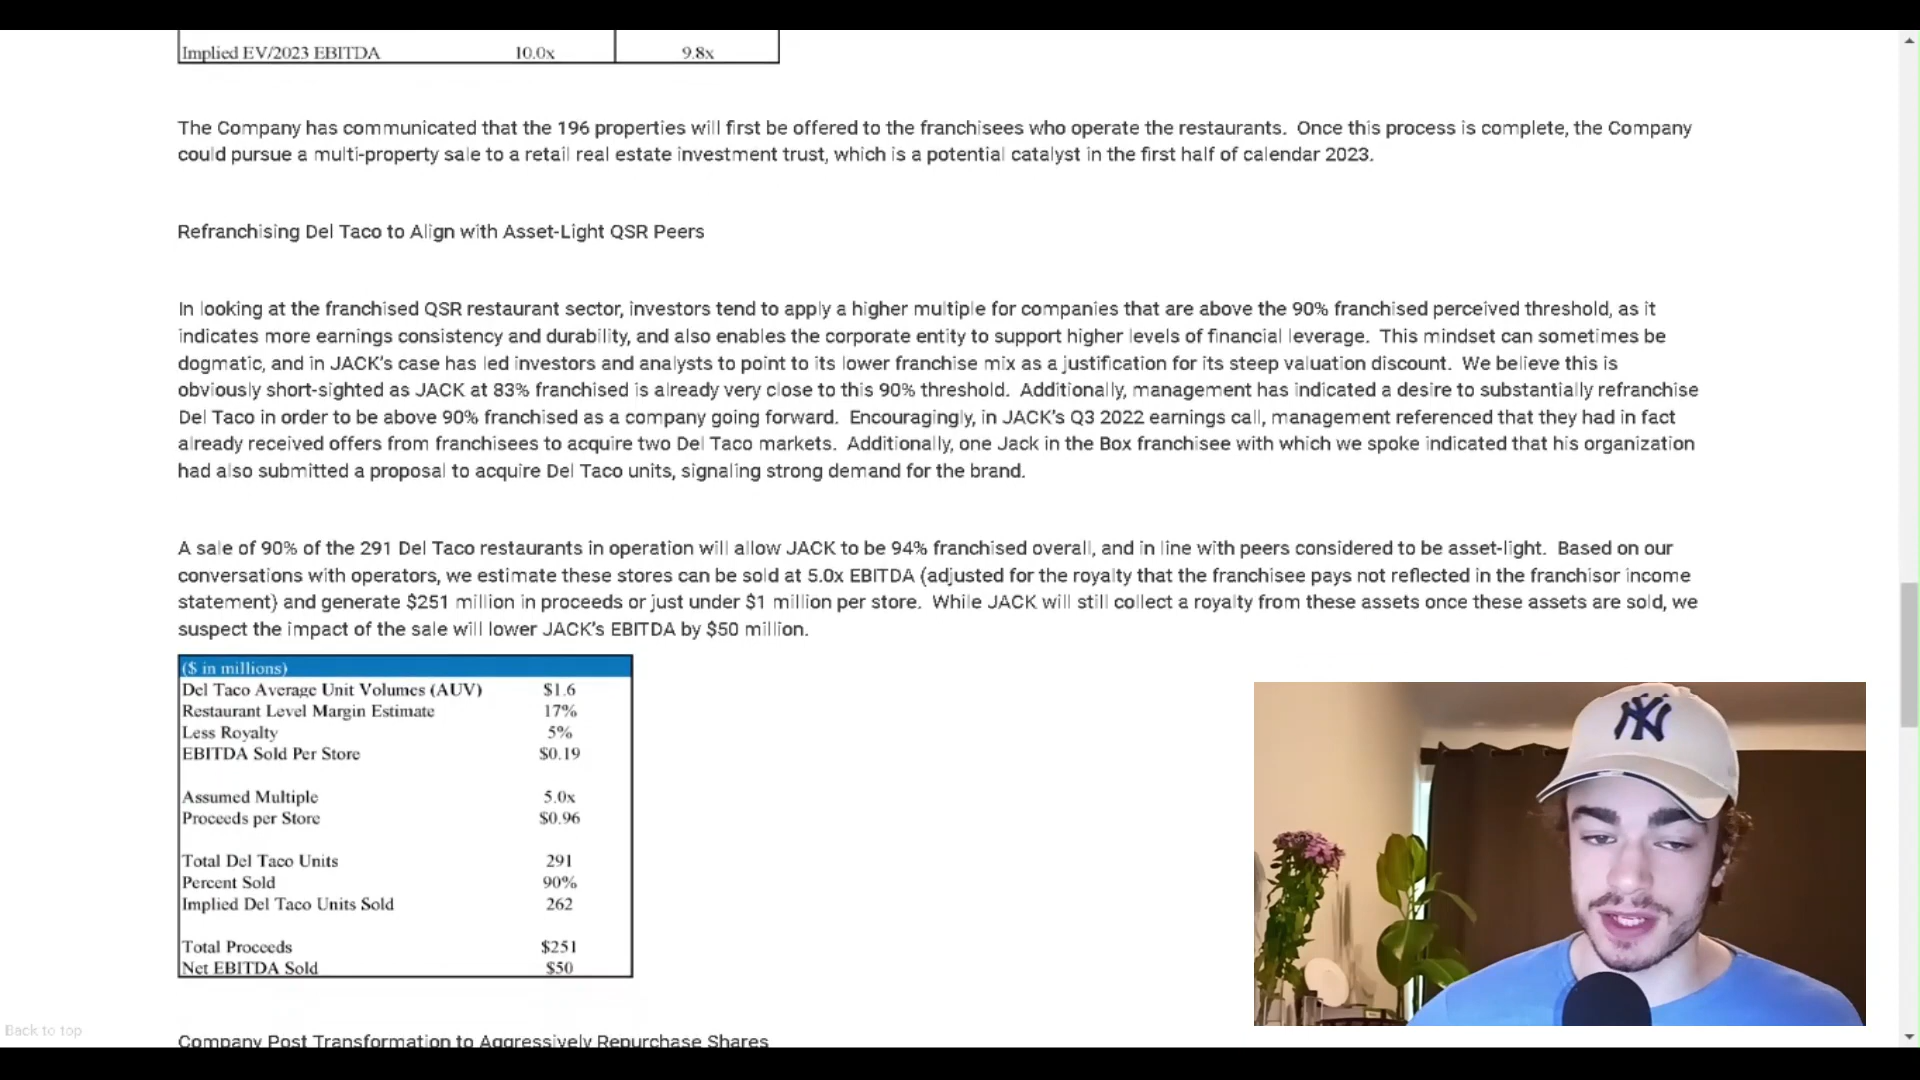 Implied EV/2023 EBITDA 10.0x 9.8x
The Company has communicated that the 196 properties will first be offered to the franchisees who operate the restaurants. Once this process is complete, the Company
could pursue a multi-property sale to a retail real estate investment trust, which is a potential catalyst in the first half of calendar 2023.
Refranchising Del Taco to Align with Asset-Light QSR Peers
In looking at the franchised QSR restaurant sector, investors tend to apply a higher multiple for companies that are above the 90% franchised perceived threshold, as it
indicates more earnings consistency and durability, and also enables the corporate entity to support higher levels of financial leverage. This mindset can sometimes be
dogmatic, and in JACK's case has led investors and analysts to point to its lower franchise mix as a justification for its steep valuation discount. We believe this is
obviously short-sighted as JACK at 83% franchised is already very close to this 90% threshold. Additionally, management has indicated a desire to substantially refranchise
Del Taco in order to be above 90% franchised as a company going forward. Encouragingly, in JACK's Q3 2022 earnings call, management referenced that they had in fact
already received offers from franchisees to acquire two Del Taco markets. Additionally, one Jack in the Box franchisee with which we spoke indicated that his organization
had also submitted a proposal to acquire Del Taco units, signaling strong demand for the brand.
A sale of 90% of the 291 Del Taco restaurants in operation will allow JACK to be 94% franchised overall, and in line with peers considered to be asset-light. Based on our
conversations with operators, we estimate these stores can be sold at 5.0x EBITDA (adjusted for the royalty that the franchisee pays not reflected in the franchisor income
statement) and generate $251 million in proceeds or just under $1 million per store. While JACK will still collect a royalty from these assets once these assets are sold, we
suspect the impact of the sale will lower JACK's EBITDA by $50 million.
($ in millions)
Del Taco Average Unit Volumes (AUV) $1.6
Restaurant Level Margin Estimate 17%
Less Royalty 5%
EBITDA Sold Per Store $0.19
Assumed Multiple 5.0x
Proceeds per Store $0.96
Total Del Taco Units 291
Percent Sold 90%
Implied Del Taco Units Sold 262
Total Proceeds $251
Net EBITDA Sold $50
Back to top
Company Post Transformation to Aggressively Repurchase Shares
NY